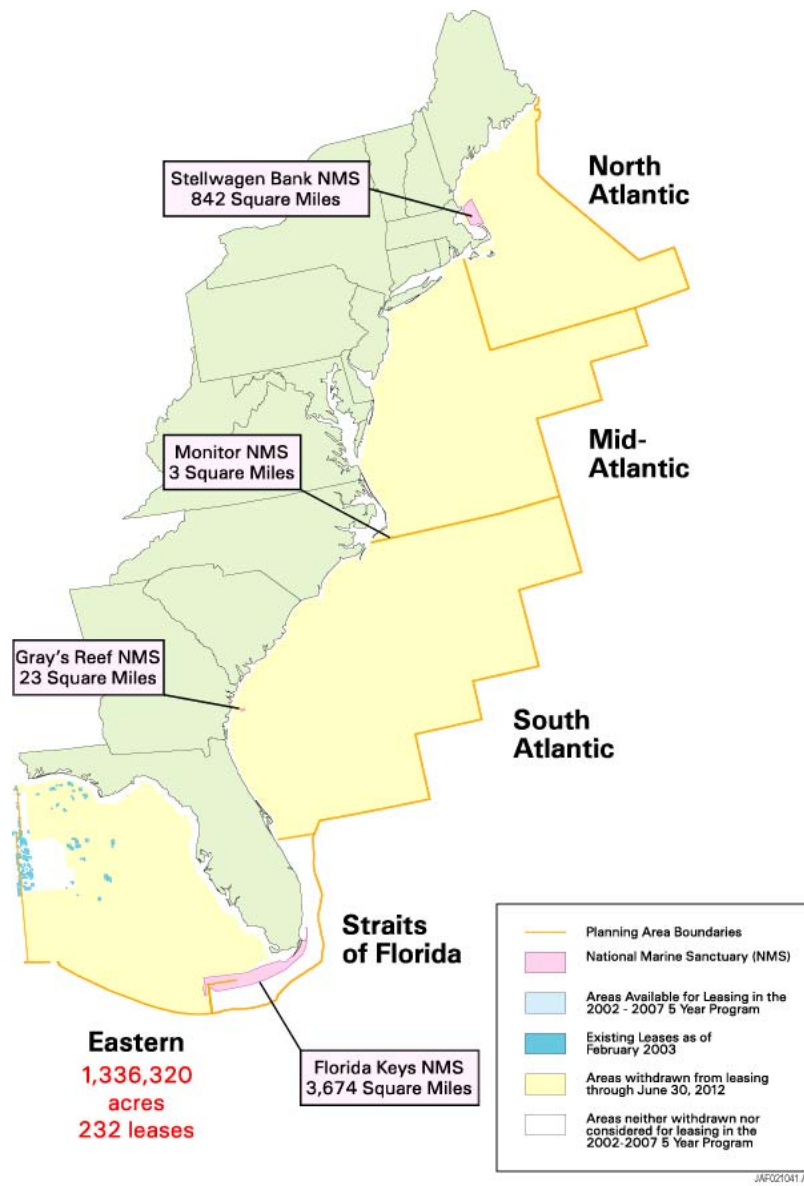 North
Atlantic
Stellwagen Bank NMS
842 Square Miles
Mid-
Atlantic
Monitor NMS
3 Square Miles
Gray's Reef NMS
23 Square Miles
South
Atlantic
Straits
of Florida
Eastern
1,336,320
acres
232 leases
Florida Keys NMS
3,674 Square Miles
Planning Area Boundaries
National Marine Sanctuary (NMS)
Areas Available for Leasing in the
2002 - 2007 5 Year Program
Existing Leases as of
February 2003
Areas withdrawn from leasing
through June 30, 2012
Areas neither withdrawn nor
considered for leasing in the
2002-2007 5 Year Program